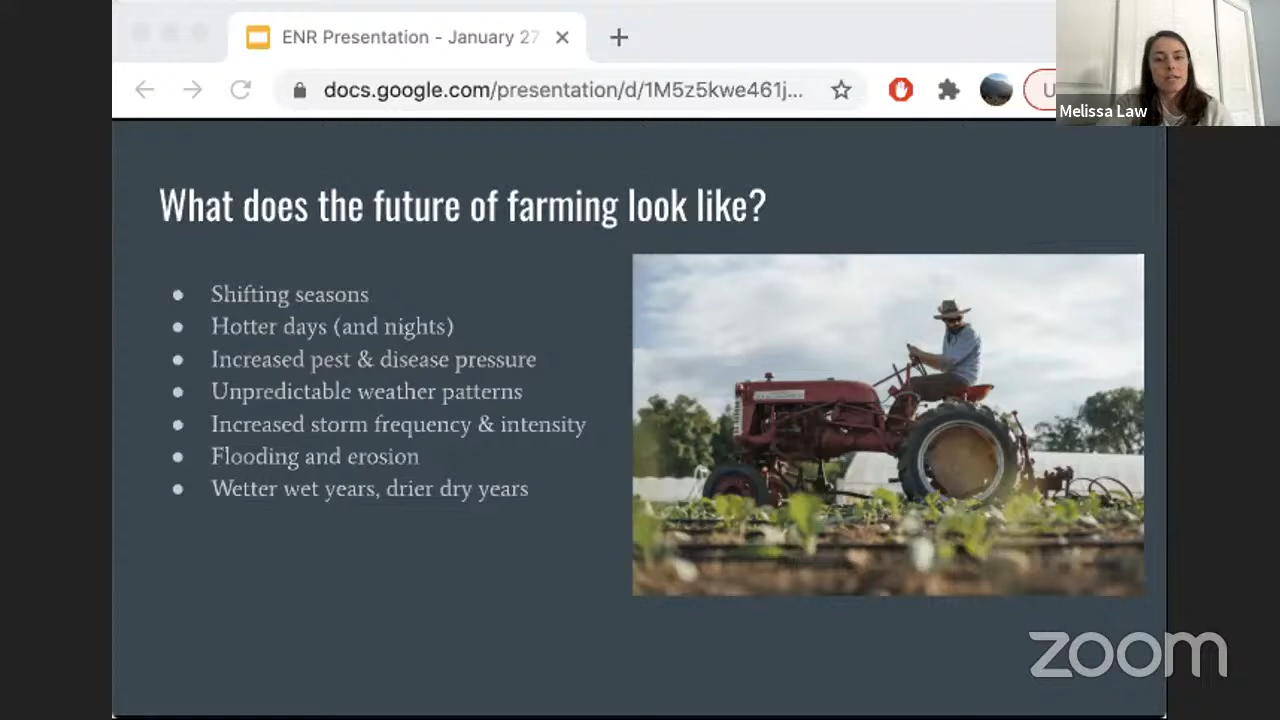 ENR Presentation - January 27
docs.google.com/presentation/d/1M5z5kwe461j...
U
Melissa Law
What does the future of farming look like?
● Shifting seasons
● Hotter days (and nights)
● Increased pest & disease pressure
● Unpredictable weather patterns
● Increased storm frequency & intensity
● Flooding and erosion
● Wetter wet years, drier dry years
zoom